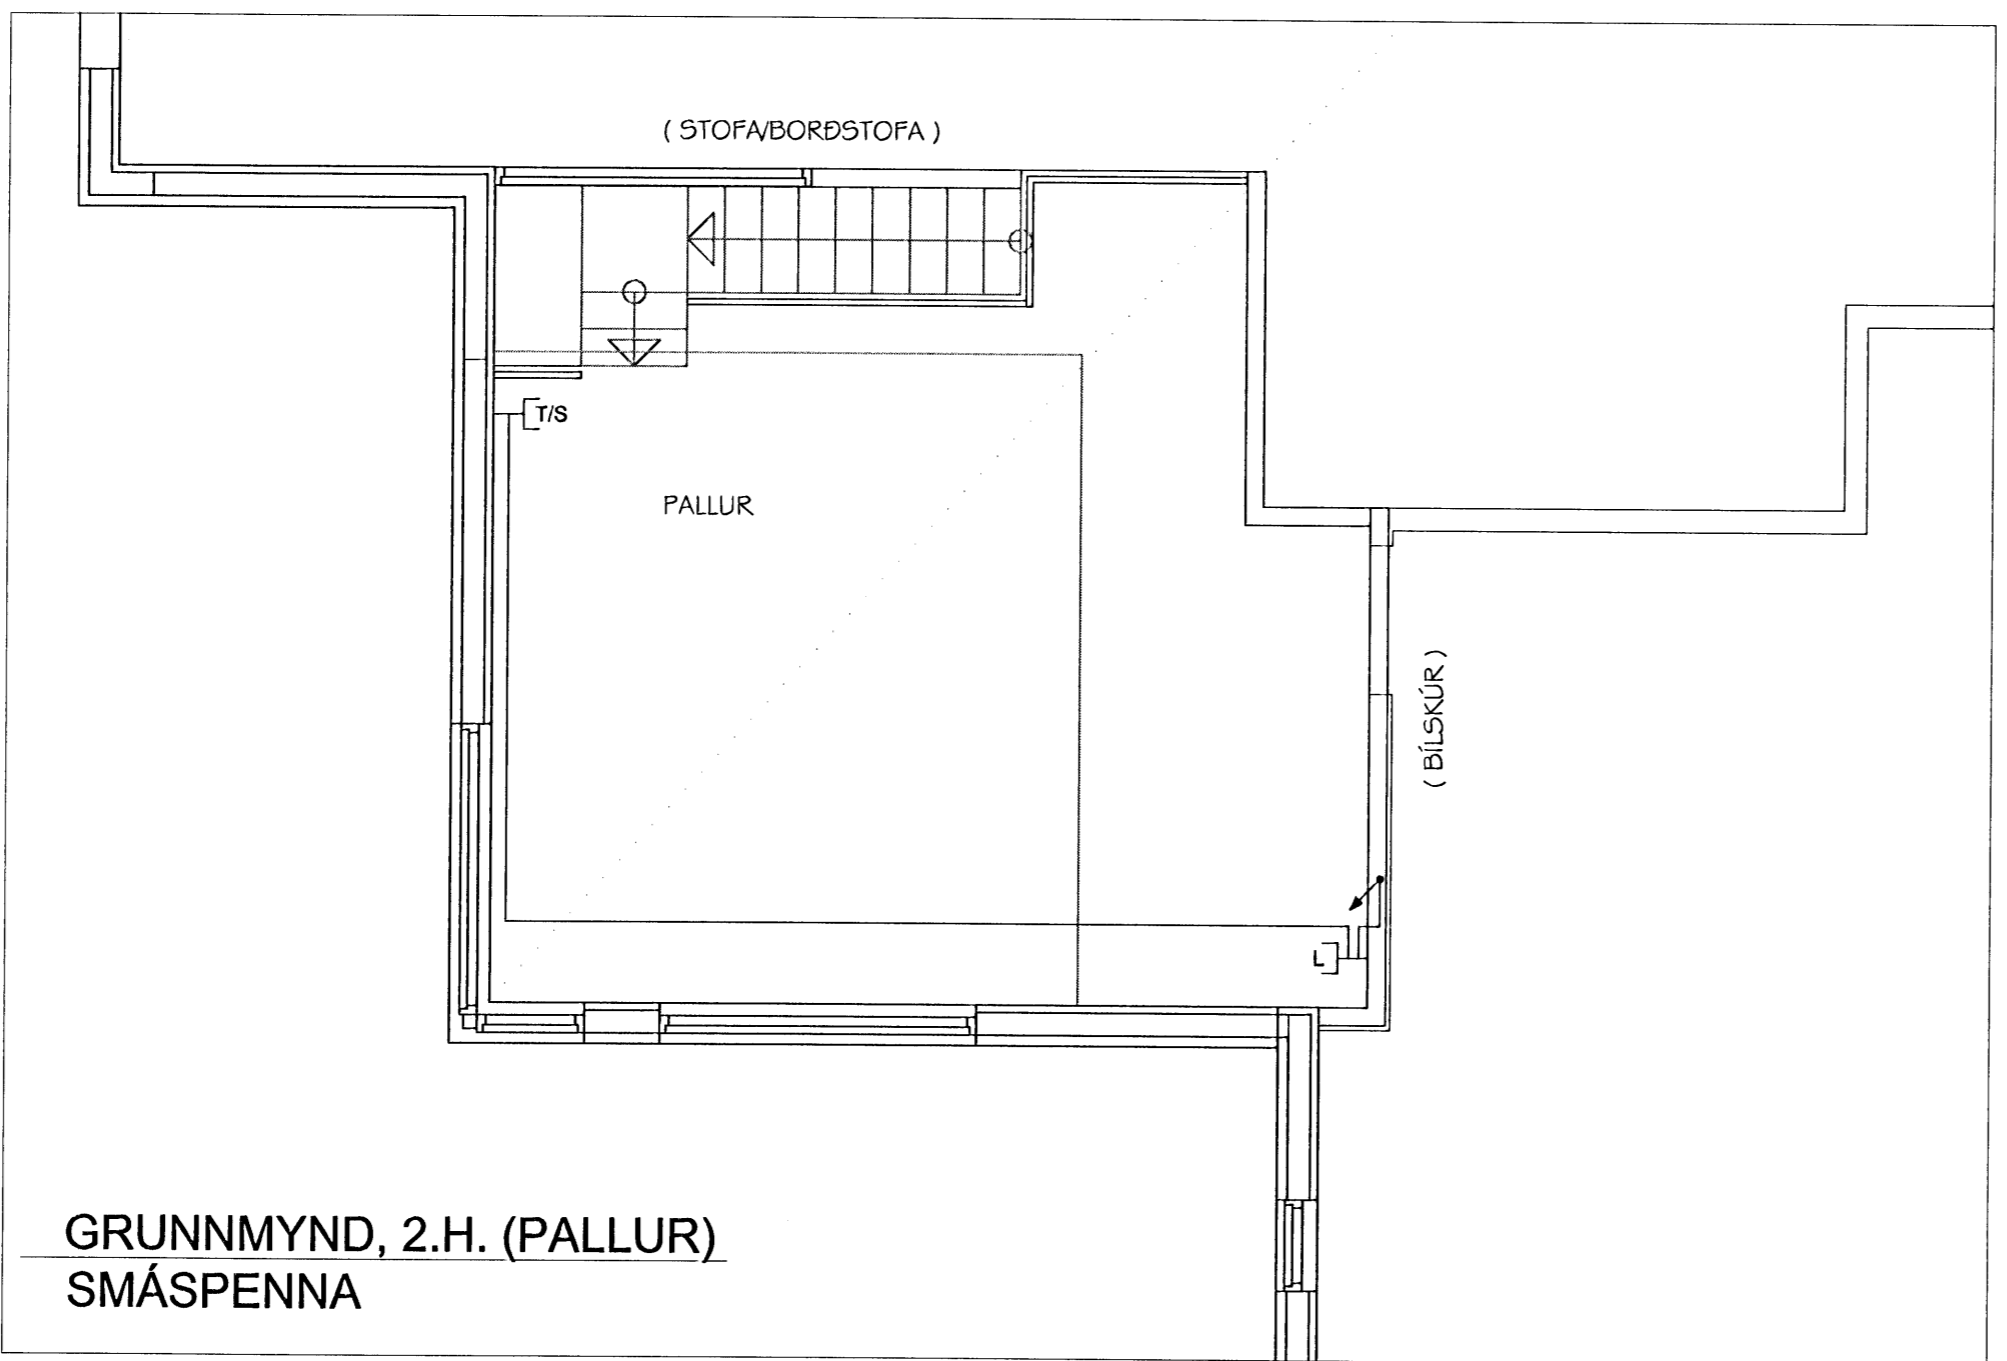 ( STOFA/BORÐSTOFA )
T/S
PALLUR
( BÍLSKÚR )
L
GRUNNMYND, 2.H. (PALLUR)
SMÁSPENNA